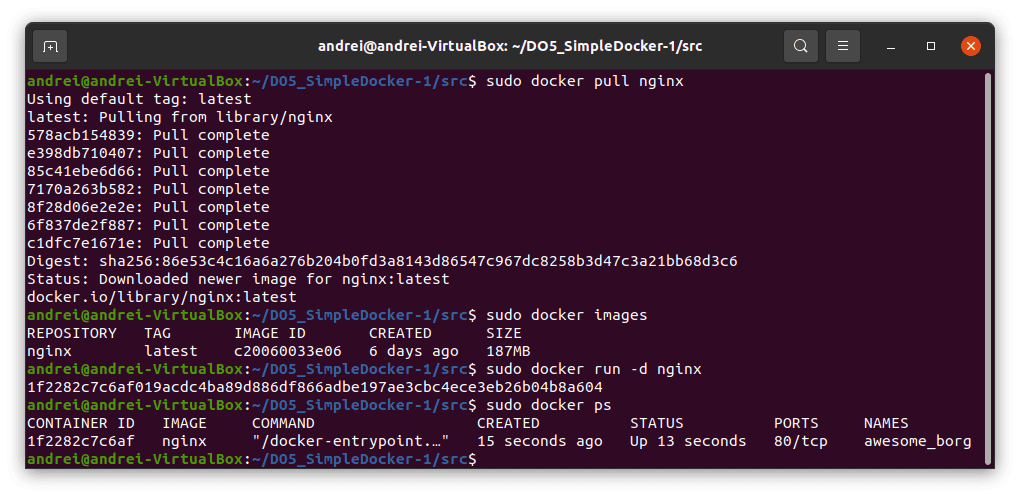 andrei@andrei-VirtualBox: ~/DO5_SimpleDocker-1/src
andrei@andrei-VirtualBox:~/DO5_SimpleDocker-1/src$ sudo docker pull nginx
Using default tag: latest
latest: Pulling from library/nginx
578acb154839: Pull complete
e398db710407: Pull complete
85c41ebe6d66: Pull complete
7170a263b582: Pull complete
8f28d06e2e2e: Pull complete
6f837de2f887: Pull complete
c1dfc7e1671e: Pull complete
Digest: sha256:86e53c4c16a6a276b204b0fd3a8143d86547c967dc8258b3d47c3a21bb68d3c6
Status: Downloaded newer image for nginx:latest
docker.io/library/nginx:latest
andrei@andrei-VirtualBox:~/DO5_SimpleDocker-1/src$ sudo docker images
REPOSITORY   TAG       IMAGE ID       CREATED      SIZE
nginx        latest    c20060033e06   6 days ago   187MB
andrei@andrei-VirtualBox:~/DO5_SimpleDocker-1/src$ sudo docker run -d nginx
1f2282c7c6af019acdc4ba89d886df866adbe197ae3cbc4ece3eb26b04b8a604
andrei@andrei-VirtualBox:~/DO5_SimpleDocker-1/src$ sudo docker ps
CONTAINER ID   IMAGE     COMMAND                  CREATED          STATUS          PORTS     NAMES
1f2282c7c6af   nginx     "/docker-entrypoint.…"   15 seconds ago   Up 13 seconds   80/tcp    awesome_borg
andrei@andrei-VirtualBox:~/DO5_SimpleDocker-1/src$